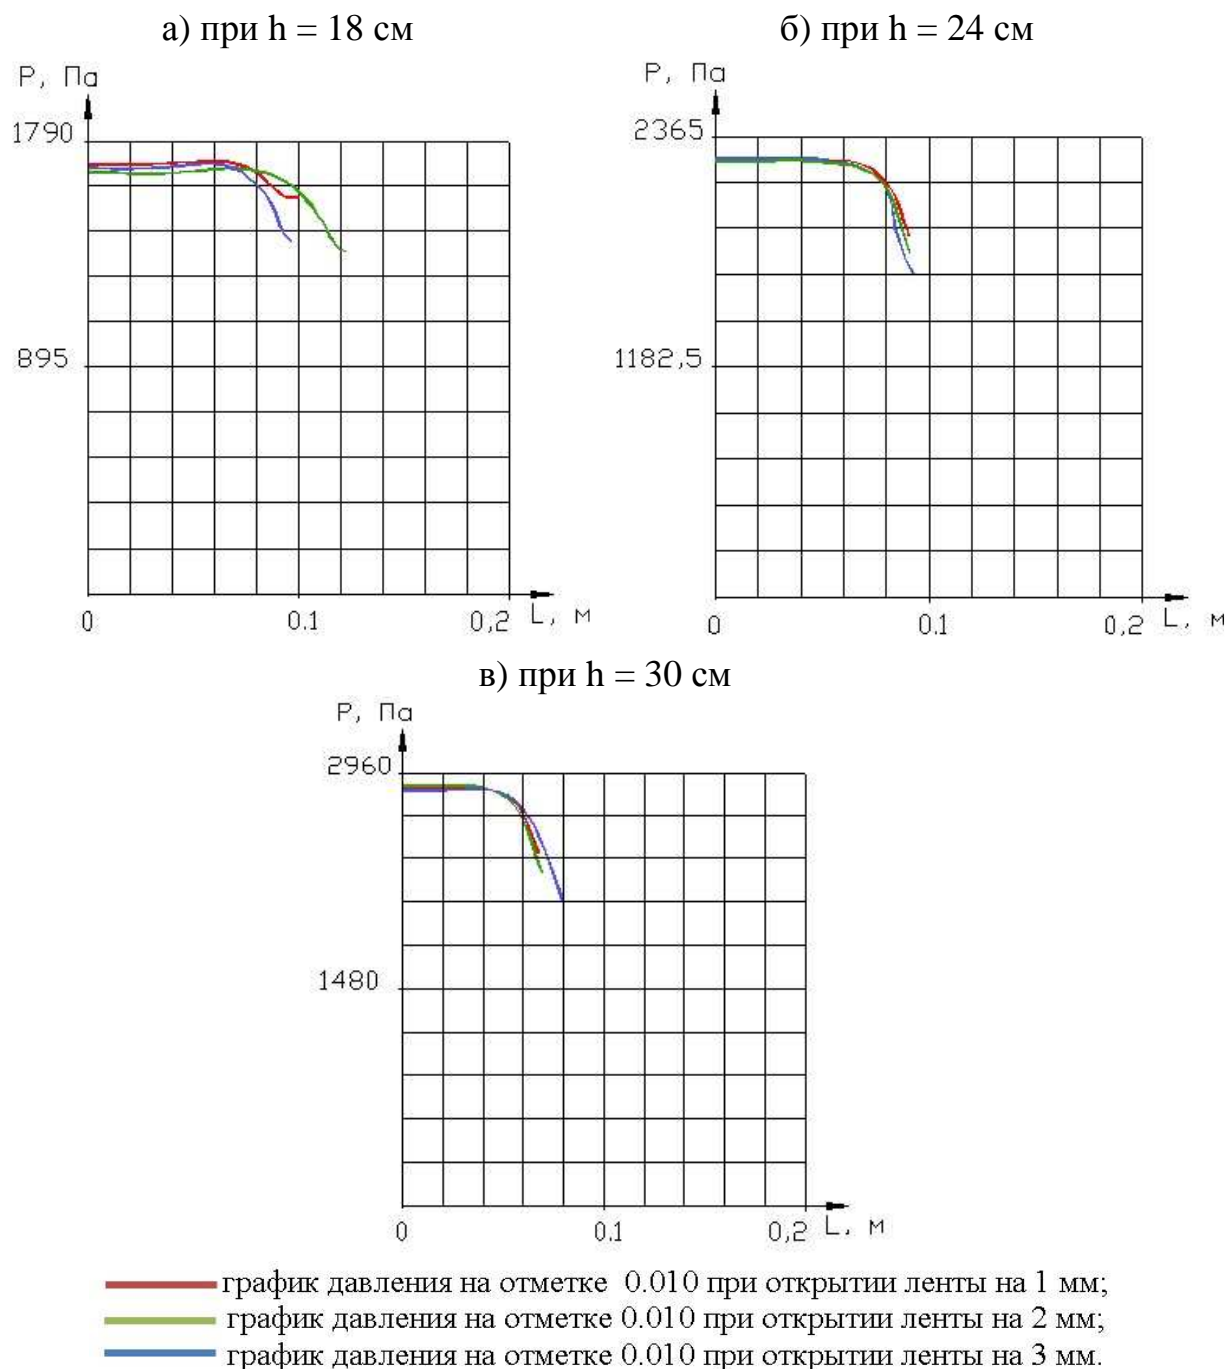 а) при h = 18 см
б) при h = 24 см
P, Па
1790
895
0
0.1
0,2
L, м
P, Па
2365
1182,5
0
0.1
0,2
L, м
в) при h = 30 см
P, Па
2960
1480
0
0.1
0,2
L, м
график давления на отметке 0.010 при открытии ленты на 1 мм;
график давления на отметке 0.010 при открытии ленты на 2 мм;
график давления на отметке 0.010 при открытии ленты на 3 мм.